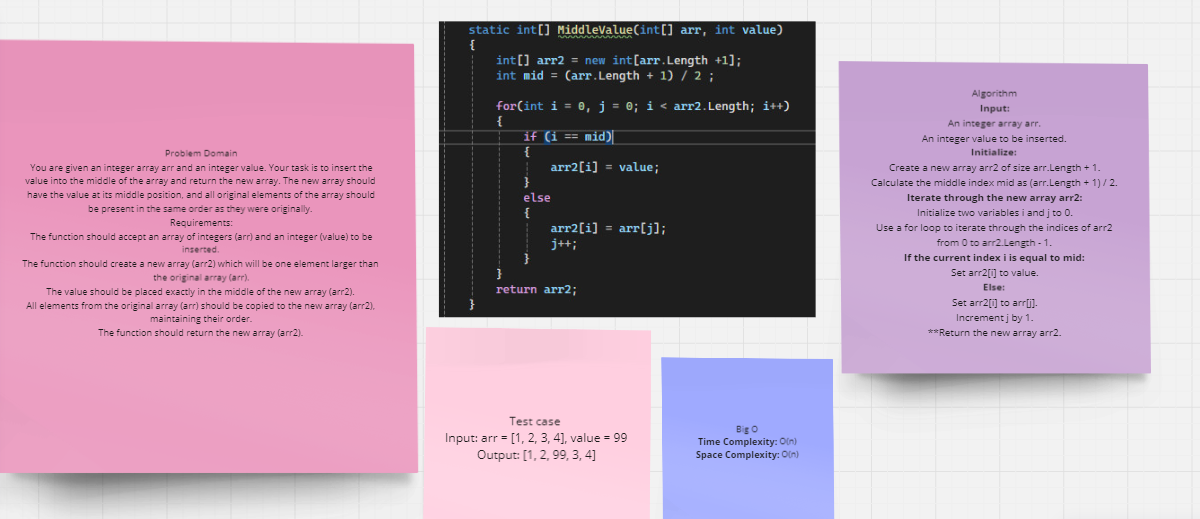 Problem Domain
You are given an integer array arr and an integer value. Your task is to insert the
value into the middle of the array and return the new array. The new array should
have the value at its middle position, and all original elements of the array should
be present in the same order as they were originally.
Requirements:
The function should accept an array of integers (arr) and an integer (value) to be
inserted.
The function should create a new array (arr2) which will be one element larger than
the original array (arr).
The value should be placed exactly in the middle of the new array (arr2).
All elements from the original array (arr) should be copied to the new array (arr2),
maintaining their order.
The function should return the new array (arr2).
static int[] MiddleValue(int[] arr, int value)
{
int[] arr2 = new int[arr.Length +1];
int mid = (arr.Length + 1) / 2 ;
for(int i = 0, j = 0; i < arr2.Length; i++)
{
if (i == mid)
{
arr2[i] = value;
}
else
{
arr2[i] = arr[j];
j++;
}
}
return arr2;
}
Test case
Input: arr = [1, 2, 3, 4], value = 99
Output: [1, 2, 99, 3, 4]
Big O
Time Complexity: O(n)
Space Complexity: O(n)
Algorithm
Input:
An integer array arr.
An integer value to be inserted.
Initialize:
Create a new array arr2 of size arr.Length + 1.
Calculate the middle index mid as (arr.Length + 1) / 2.
Iterate through the new array arr2:
Initialize two variables i and j to 0.
Use a for loop to iterate through the indices of arr2
from 0 to arr2.Length - 1.
If the current index i is equal to mid:
Set arr2[i] to value.
Else:
Set arr2[i] to arr[j].
Increment j by 1.
**Return the new array arr2.